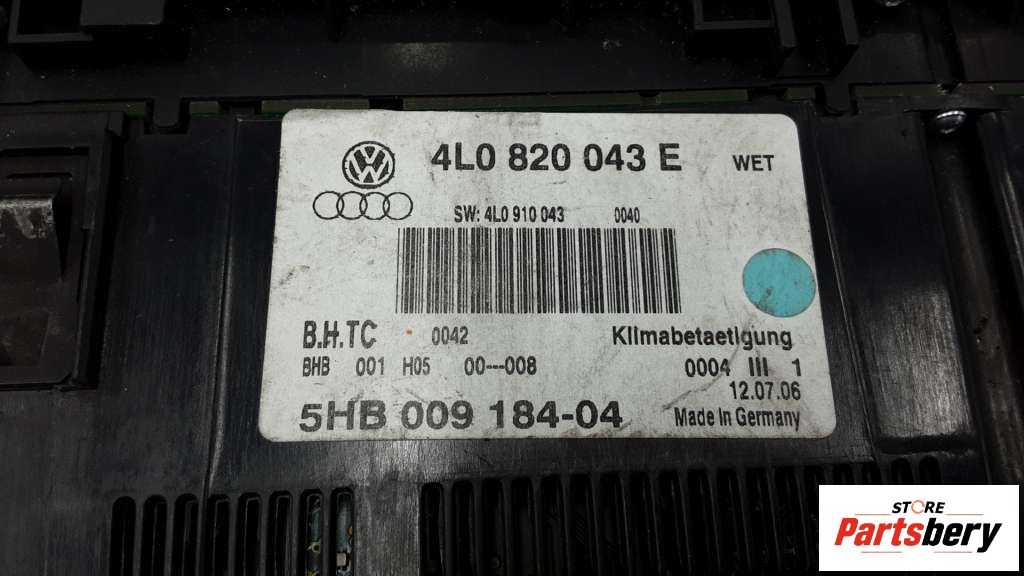 VW 4L0 820 043 E WET
SW: 4L0 910 043 0040
B.H.TC 0042 Klimabetaetigung
BHB 001 H05 00---008 0004 III 1
12.07.06
5HB 009 184-04 Made in Germany
STORE
Partsbery